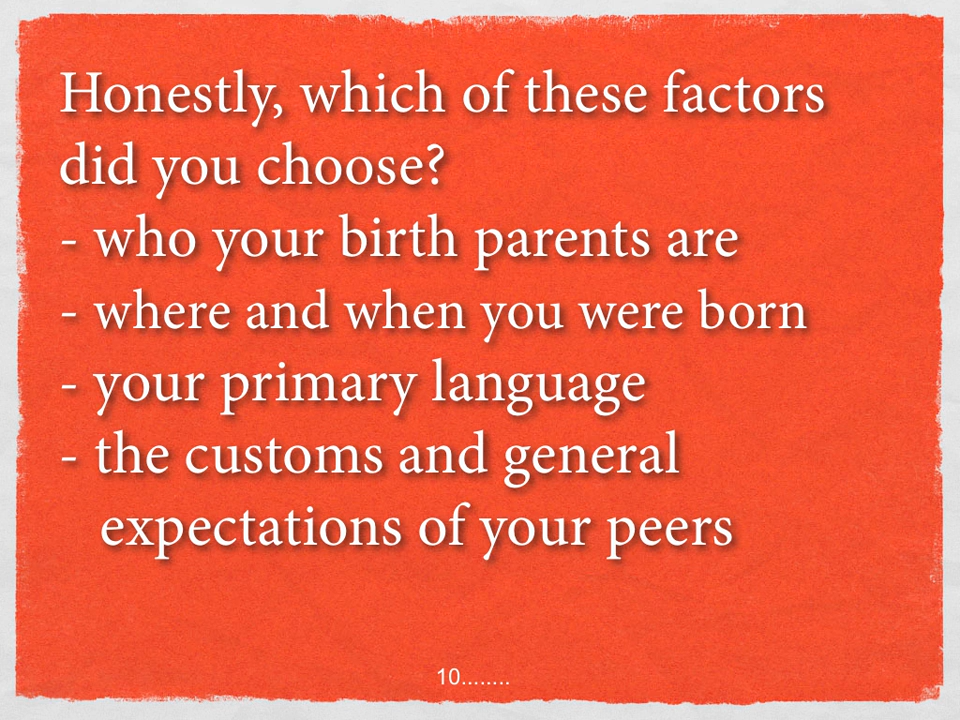 Honestly, which of these factors
did you choose?
- who your birth parents are
- where and when you were born
- your primary language
- the customs and general
expectations of your peers
10........